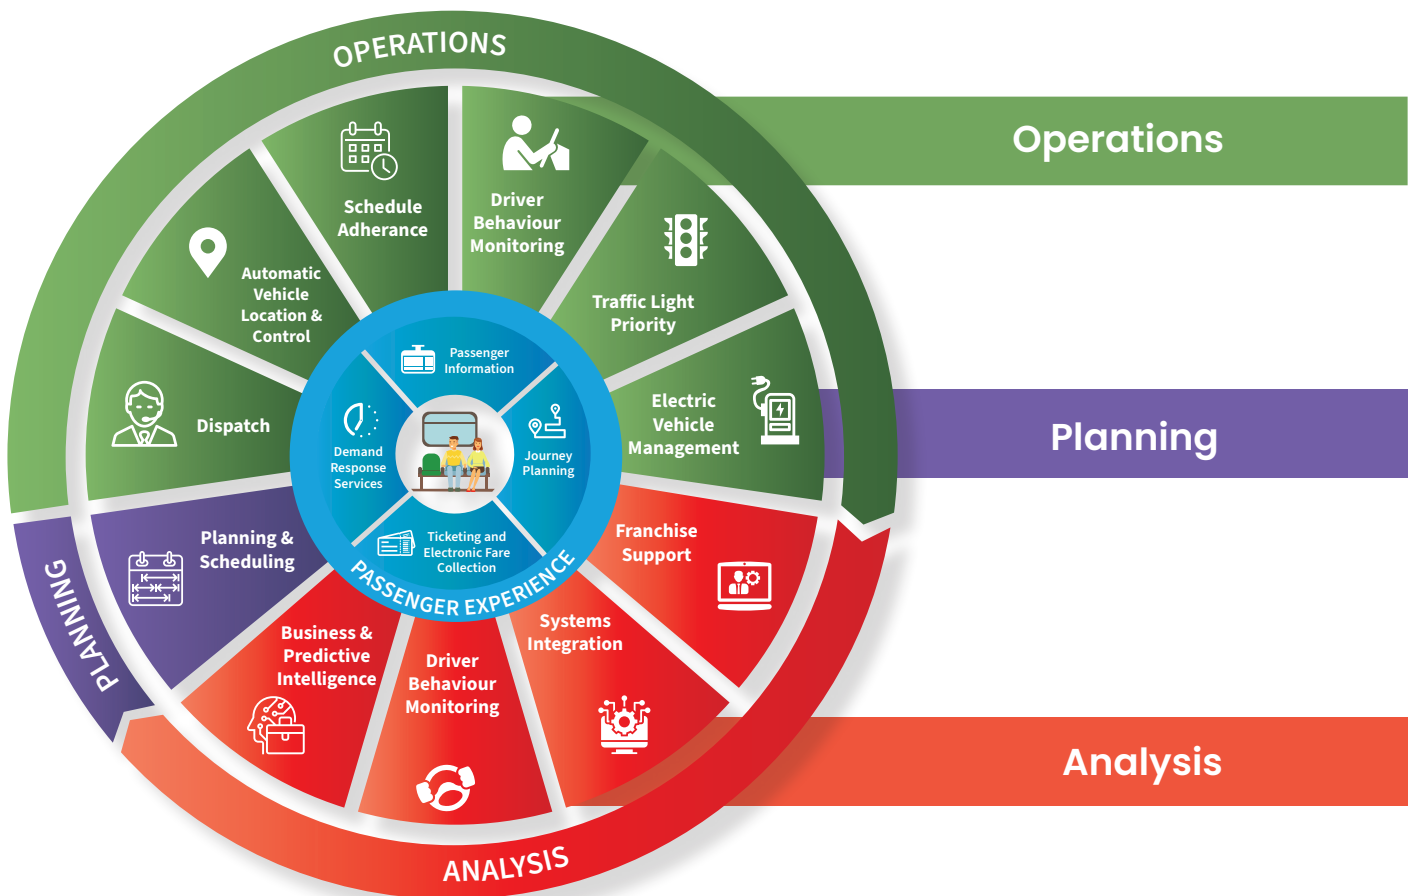 OPERATIONS
Operations
Schedule
Adherance
Driver
Behaviour
Monitoring
Automatic
Vehicle
Location &
Control
Traffic Light
Priority
Dispatch
Electric
Vehicle
Management
Planning
Passenger
Information
Demand
Response
Services
Journey
Planning
Ticketing and
Electronic Fare
Collection
PASSENGER EXPERIENCE
PLANNING
Planning &
Scheduling
Franchise
Support
Business &
Predictive
Intelligence
Driver
Behaviour
Monitoring
Systems
Integration
Analysis
ANALYSIS